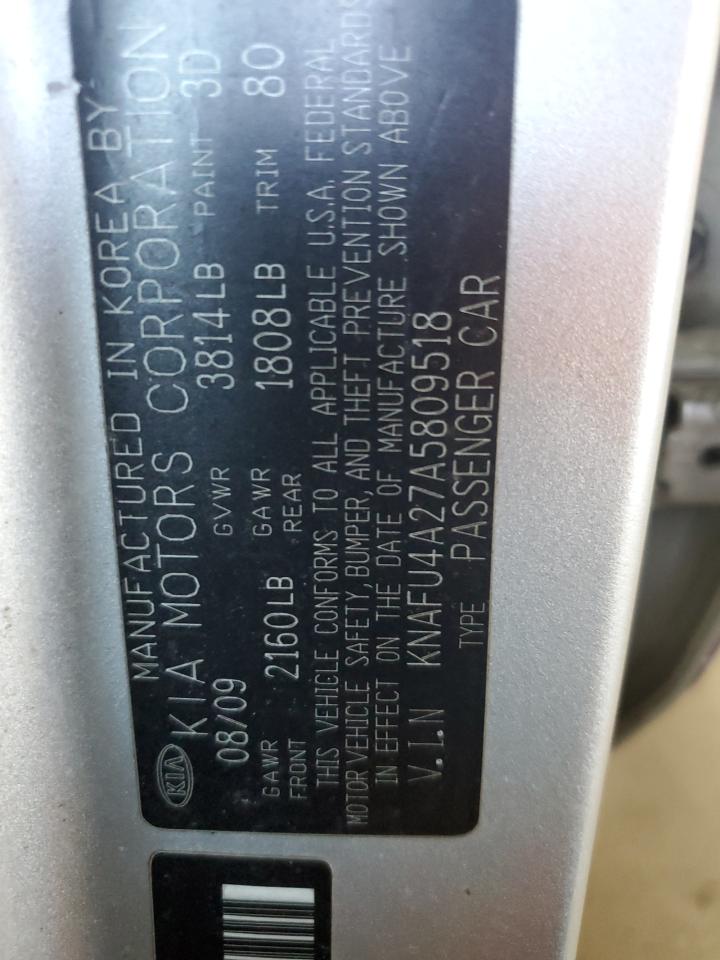 MANUFACTURED IN KOREA BY
KIA KIA MOTORS CORPORATION
08/09 GVWR 3814LB PAINT 3D
GAWR FRONT 2160LB GAWR REAR 1808LB TRIM 80
THIS VEHICLE CONFORMS TO ALL APPLICABLE U.S.A. FEDERAL
MOTOR VEHICLE SAFETY, BUMPER, AND THEFT PREVENTION STANDARDS
IN EFFECT ON THE DATE OF MANUFACTURE SHOWN ABOVE
V.I.N KNAFU4A27A5809518
TYPE PASSENGER CAR